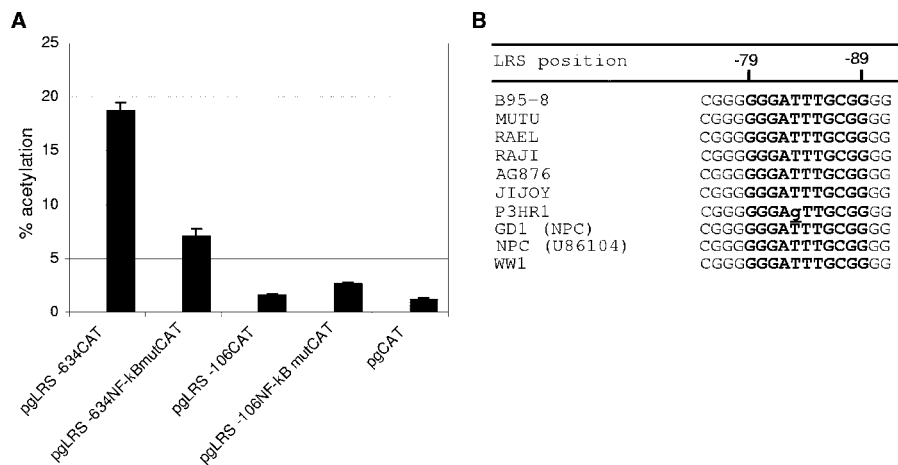 A
25
20
15
10
5
0
% acetylation
pgLRS -634CAT
pgLRS -634NF-kBmutCAT
pgLRS -106CAT
pgLRS -106NF-kB mutCAT
pgCAT
B
LRS position -79 -89
B95-8 CGGGGGGATTTGCGGGG
MUTU CGGGGGGATTTGCGGGG
RAEL CGGGGGGATTTGCGGGG
RAJI CGGGGGGATTTGCGGGG
AG876 CGGGGGGATTTGCGGGG
JIJOY CGGGGGGATTTGCGGGG
P3HR1 CGGGGGGAgTTGCGGGG
GD1 (NPC) CGGGGGGATTTGCGGGG
NPC (U86104) CGGGGGGATTTGCGGGG
WW1 CGGGGGGATTTGCGGGG